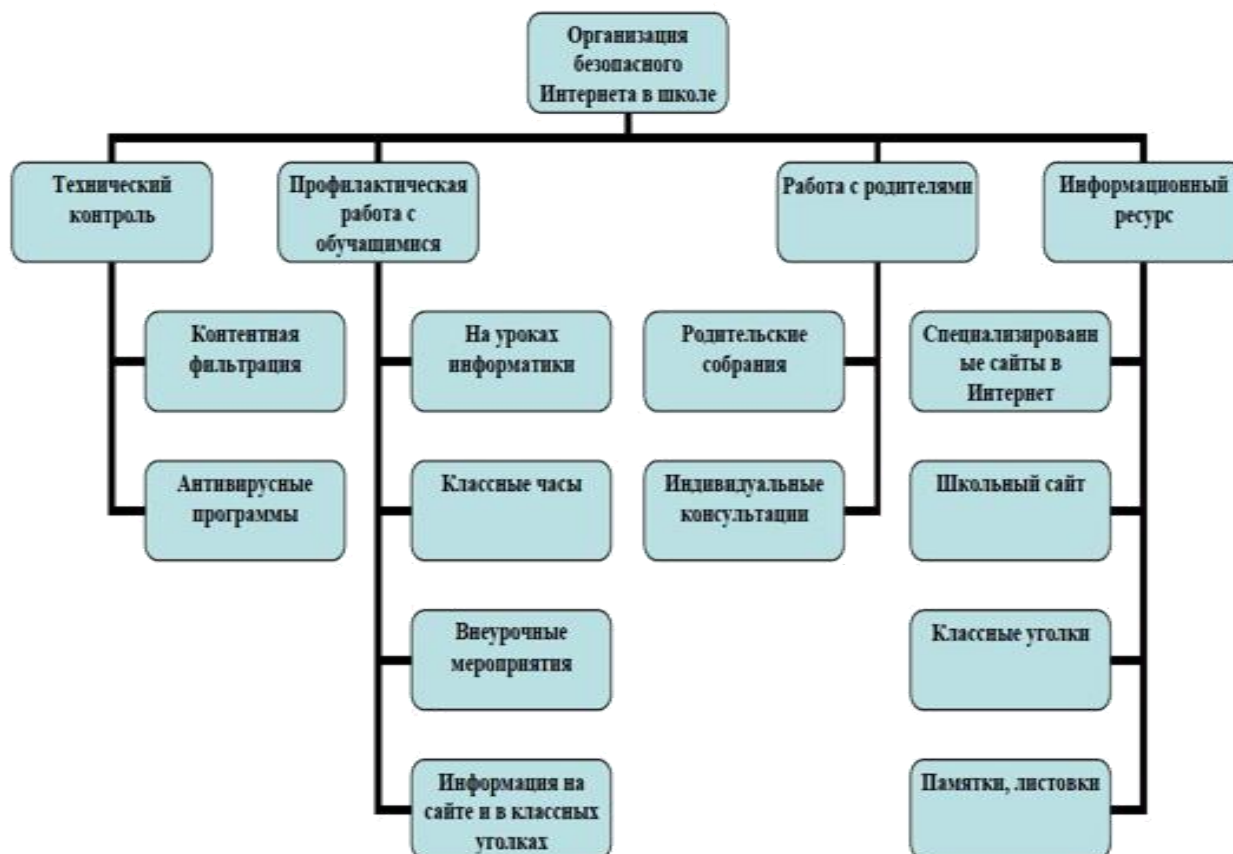 Организация
безопасного
Интернета в школе
Технический
контроль
Профилактическая
работа с
обучащимися
Работа с родителями
Информационный
ресурс
Контентная
фильтрация
На уроках
информатики
Родительские
собрания
Специализированн
ые сайты в
Интернет
Антивирусные
программы
Классные часы
Индивидуальные
консультации
Школьный сайт
Внеурочные
мероприятия
Классные уголки
Информация на
сайте и в классных
уголках
Памятки, листовки